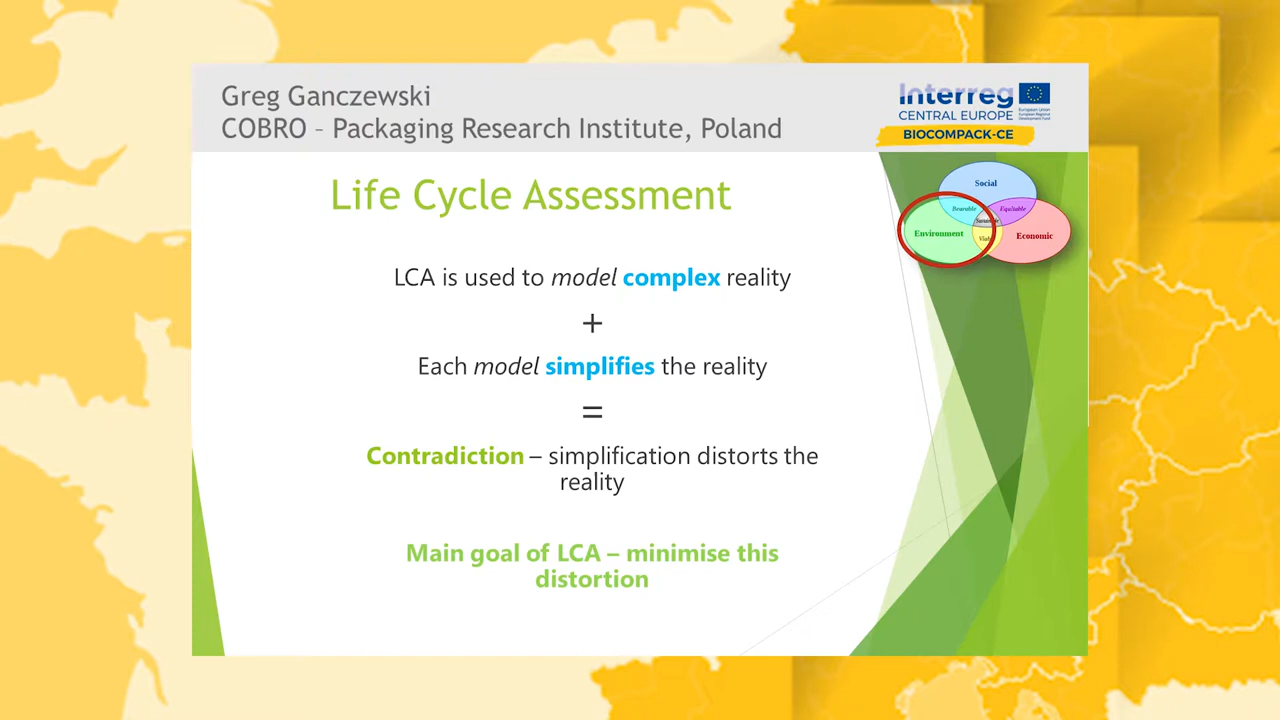 Greg Ganczewski
COBRO – Packaging Research Institute, Poland
Interreg
CENTRAL EUROPE
European Union
European Regional
Development Fund
BIOCOMPACK-CE
Life Cycle Assessment
Social
Bearable
Equitable
Environment
Economic
LCA is used to model complex reality
+
Each model simplifies the reality
=
Contradiction – simplification distorts the
reality
Main goal of LCA – minimise this
distortion